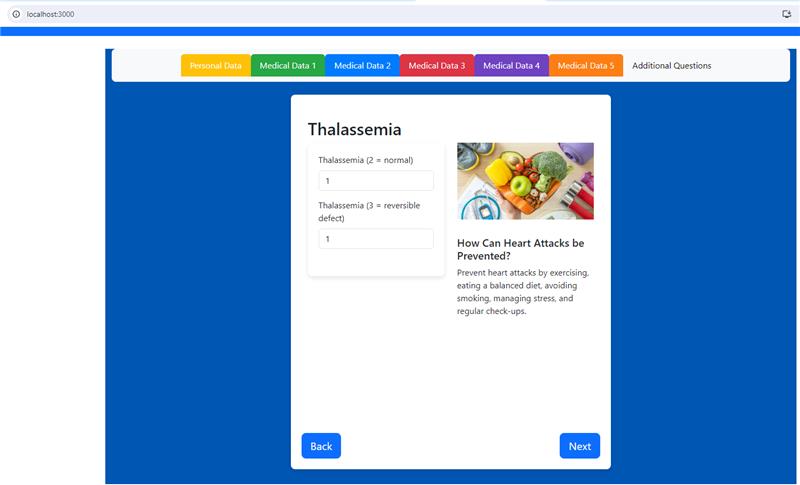 localhost:3000
Personal Data Medical Data 1 Medical Data 2 Medical Data 3 Medical Data 4 Medical Data 5 Additional Questions
Thalassemia
Thalassemia (2 = normal)
1
Thalassemia (3 = reversible
defect)
1
How Can Heart Attacks be
Prevented?
Prevent heart attacks by exercising,
eating a balanced diet, avoiding
smoking, managing stress, and
regular check-ups.
Back Next